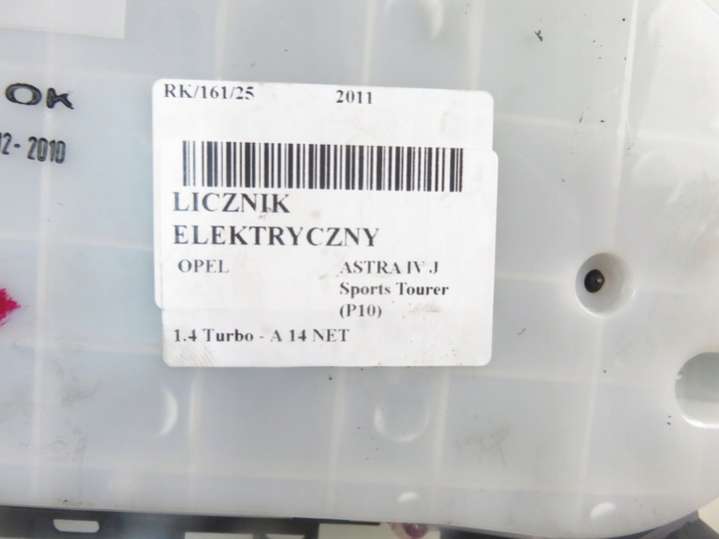 OK
12-2010
RK/161/25 2011
LICZNIK
ELEKTRYCZNY
OPEL ASTRA IV J
Sports Tourer
(P10)
1.4 Turbo - A 14 NET